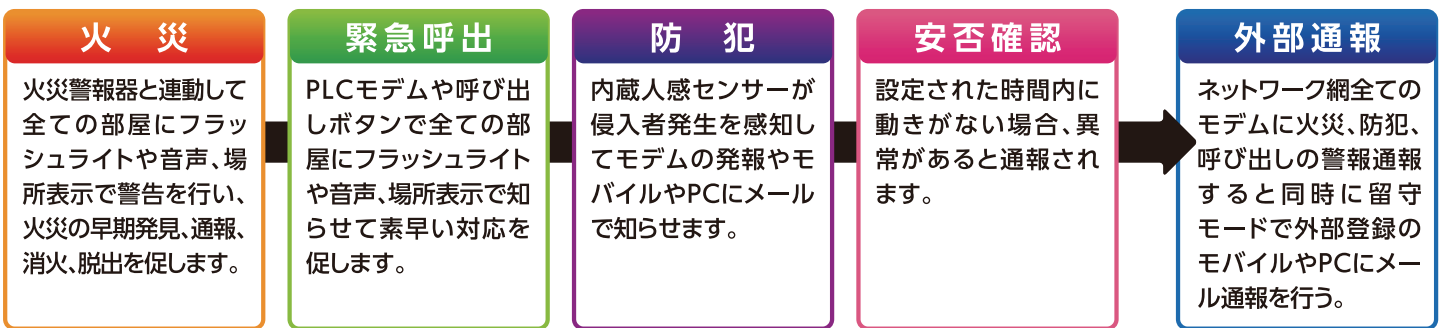 火　災
火災警報器と連動して
全ての部屋にフラッ
シュライトや音声、場
所表示で警告を行い、
火災の早期発見、通報、
消火、脱出を促します。
緊急呼出
PLCモデムや呼び出
しボタンで全ての部
屋にフラッシュライト
や音声、場所表示で知
らせて素早い対応を
促します。
防　犯
内蔵人感センサーが
侵入者発生を感知し
てモデムの発報やモ
バイルやPCにメール
で知らせます。
安否確認
設定された時間内に
動きがない場合、異
常があると通報され
ます。
外部通報
ネットワーク網全ての
モデムに火災、防犯、
呼び出しの警報通報
すると同時に留守
モードで外部登録の
モバイルやPCにメー
ル通報を行う。